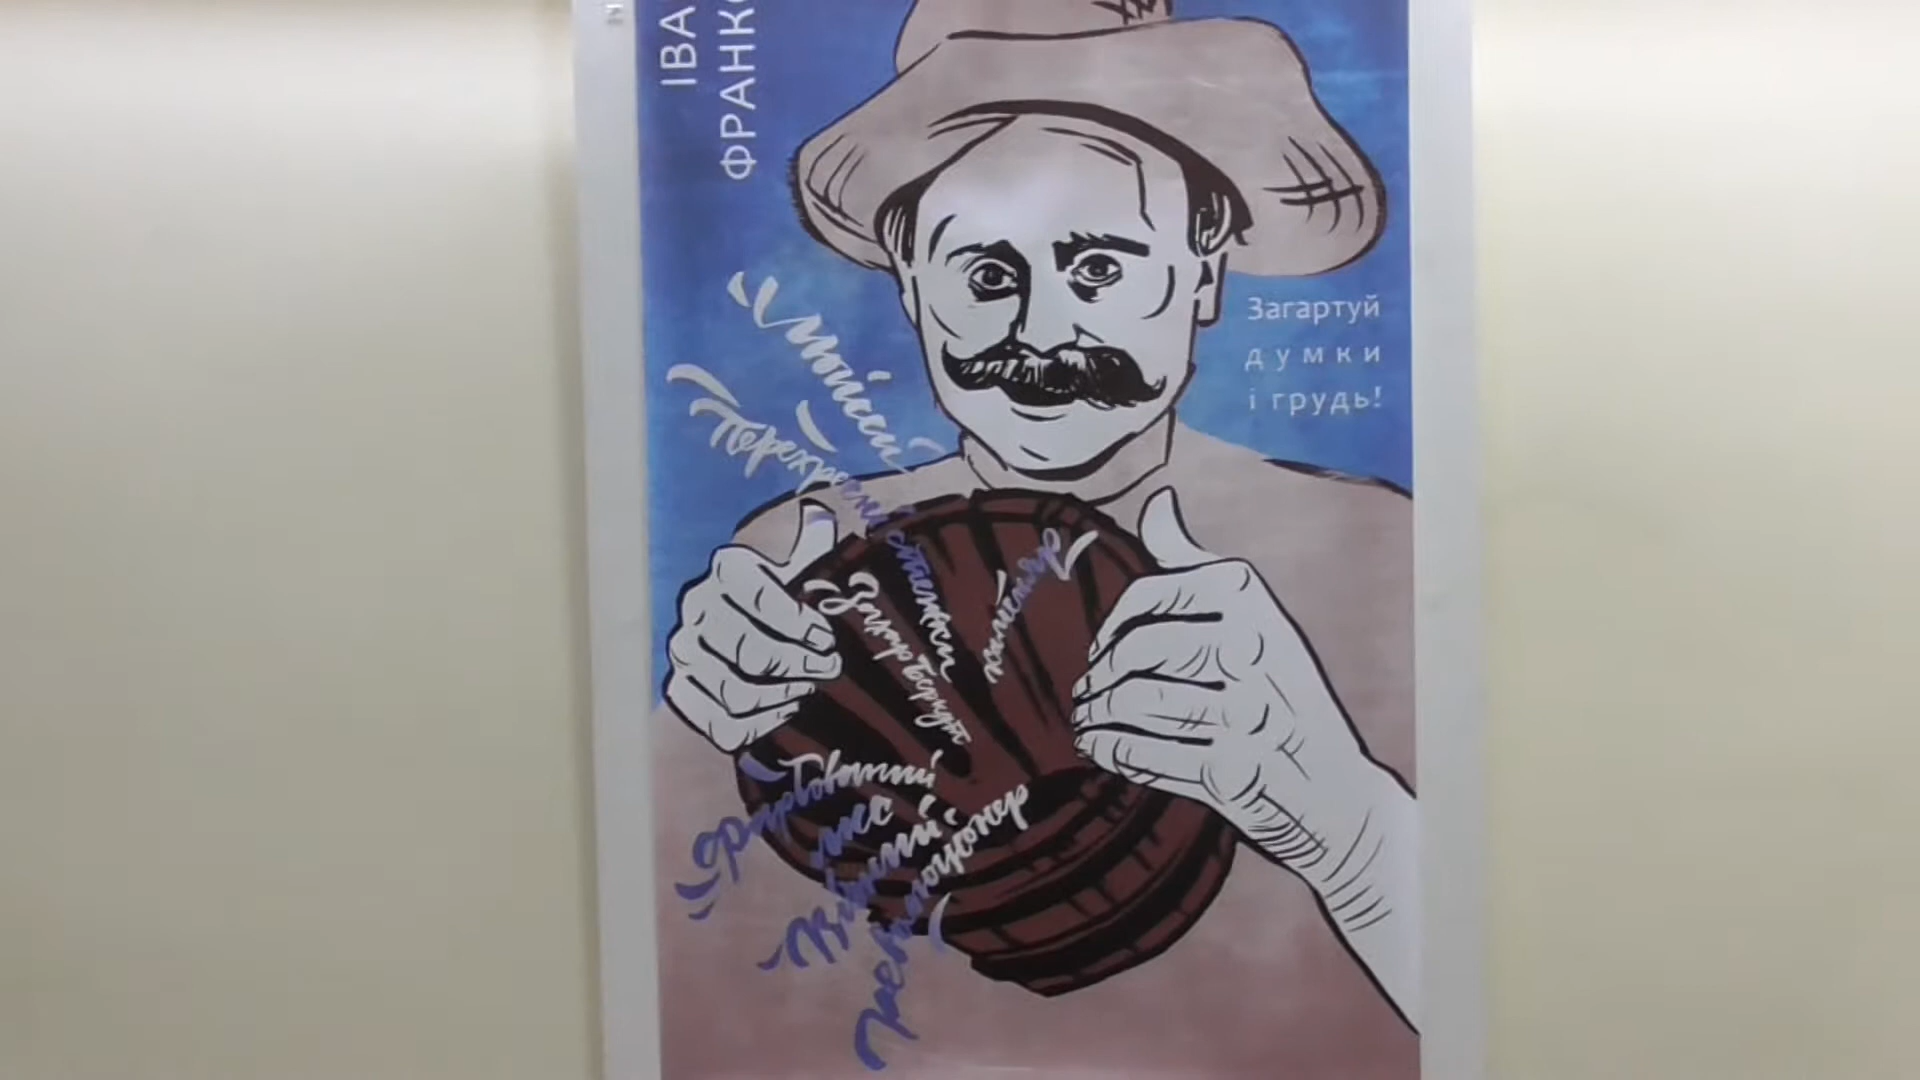 ІВА
ФРАНКО
Загартуй
думки
і грудь!
Мойсей
Перехресні стежки
Захар Беркут
Каменяр
Фарбований
лис
Вічний
революціонер